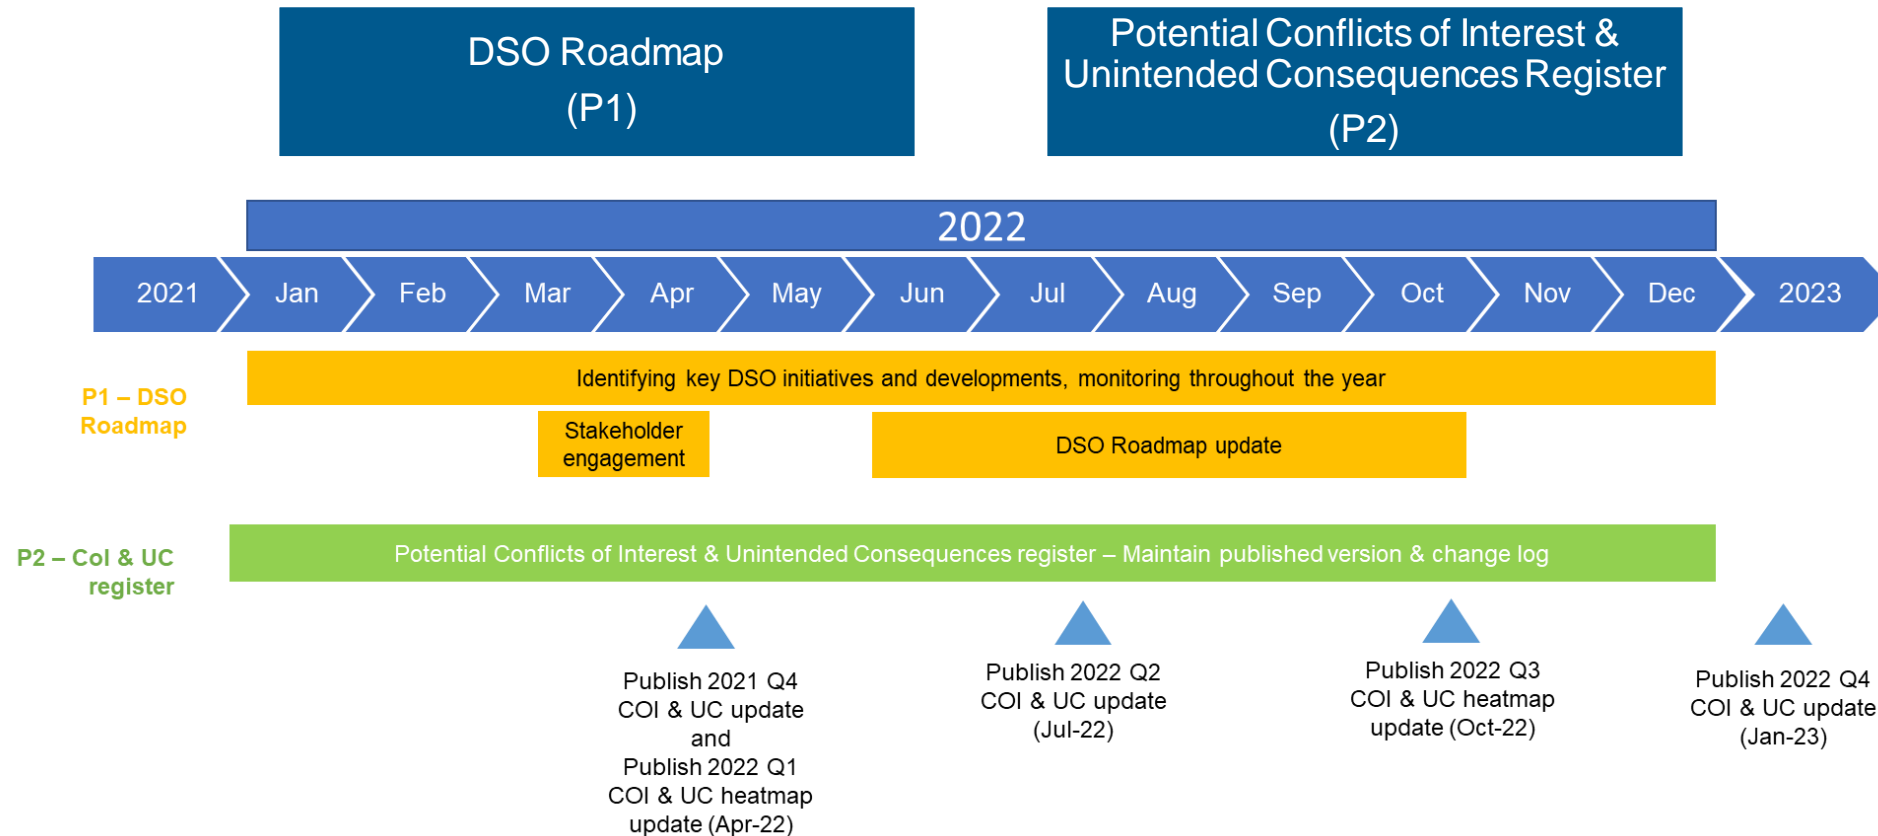 DSO Roadmap
(P1)
Potential Conflicts of Interest &
Unintended Consequences Register
(P2)
2022
2021
Jan
Feb
Mar
Apr
May
Jun
Jul
Aug
Sep
Oct
Nov
Dec
2023
P1 – DSO
Roadmap
Identifying key DSO initiatives and developments, monitoring throughout the year
Stakeholder
engagement
DSO Roadmap update
P2 – CoI & UC
register
Potential Conflicts of Interest & Unintended Consequences register – Maintain published version & change log
Publish 2021 Q4
COI & UC update
and
Publish 2022 Q1
COI & UC heatmap
update (Apr-22)
Publish 2022 Q2
COI & UC update
(Jul-22)
Publish 2022 Q3
COI & UC heatmap
update (Oct-22)
Publish 2022 Q4
COI & UC update
(Jan-23)